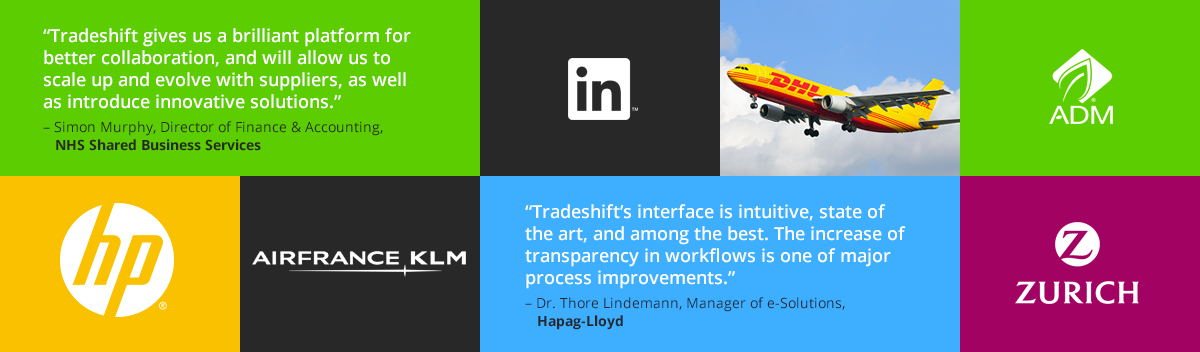 “Tradeshift gives us a brilliant platform for
better collaboration, and will allow us to
scale up and evolve with suppliers, as well
as introduce innovative solutions.”
– Simon Murphy, Director of Finance & Accounting,
NHS Shared Business Services
in™
DHL
ADM®
hp®
AIRFRANCE KLM
“Tradeshift’s interface is intuitive, state of
the art, and among the best. The increase of
transparency in workflows is one of major
process improvements.”
– Dr. Thore Lindemann, Manager of e-Solutions,
Hapag-Lloyd
Z
ZURICH